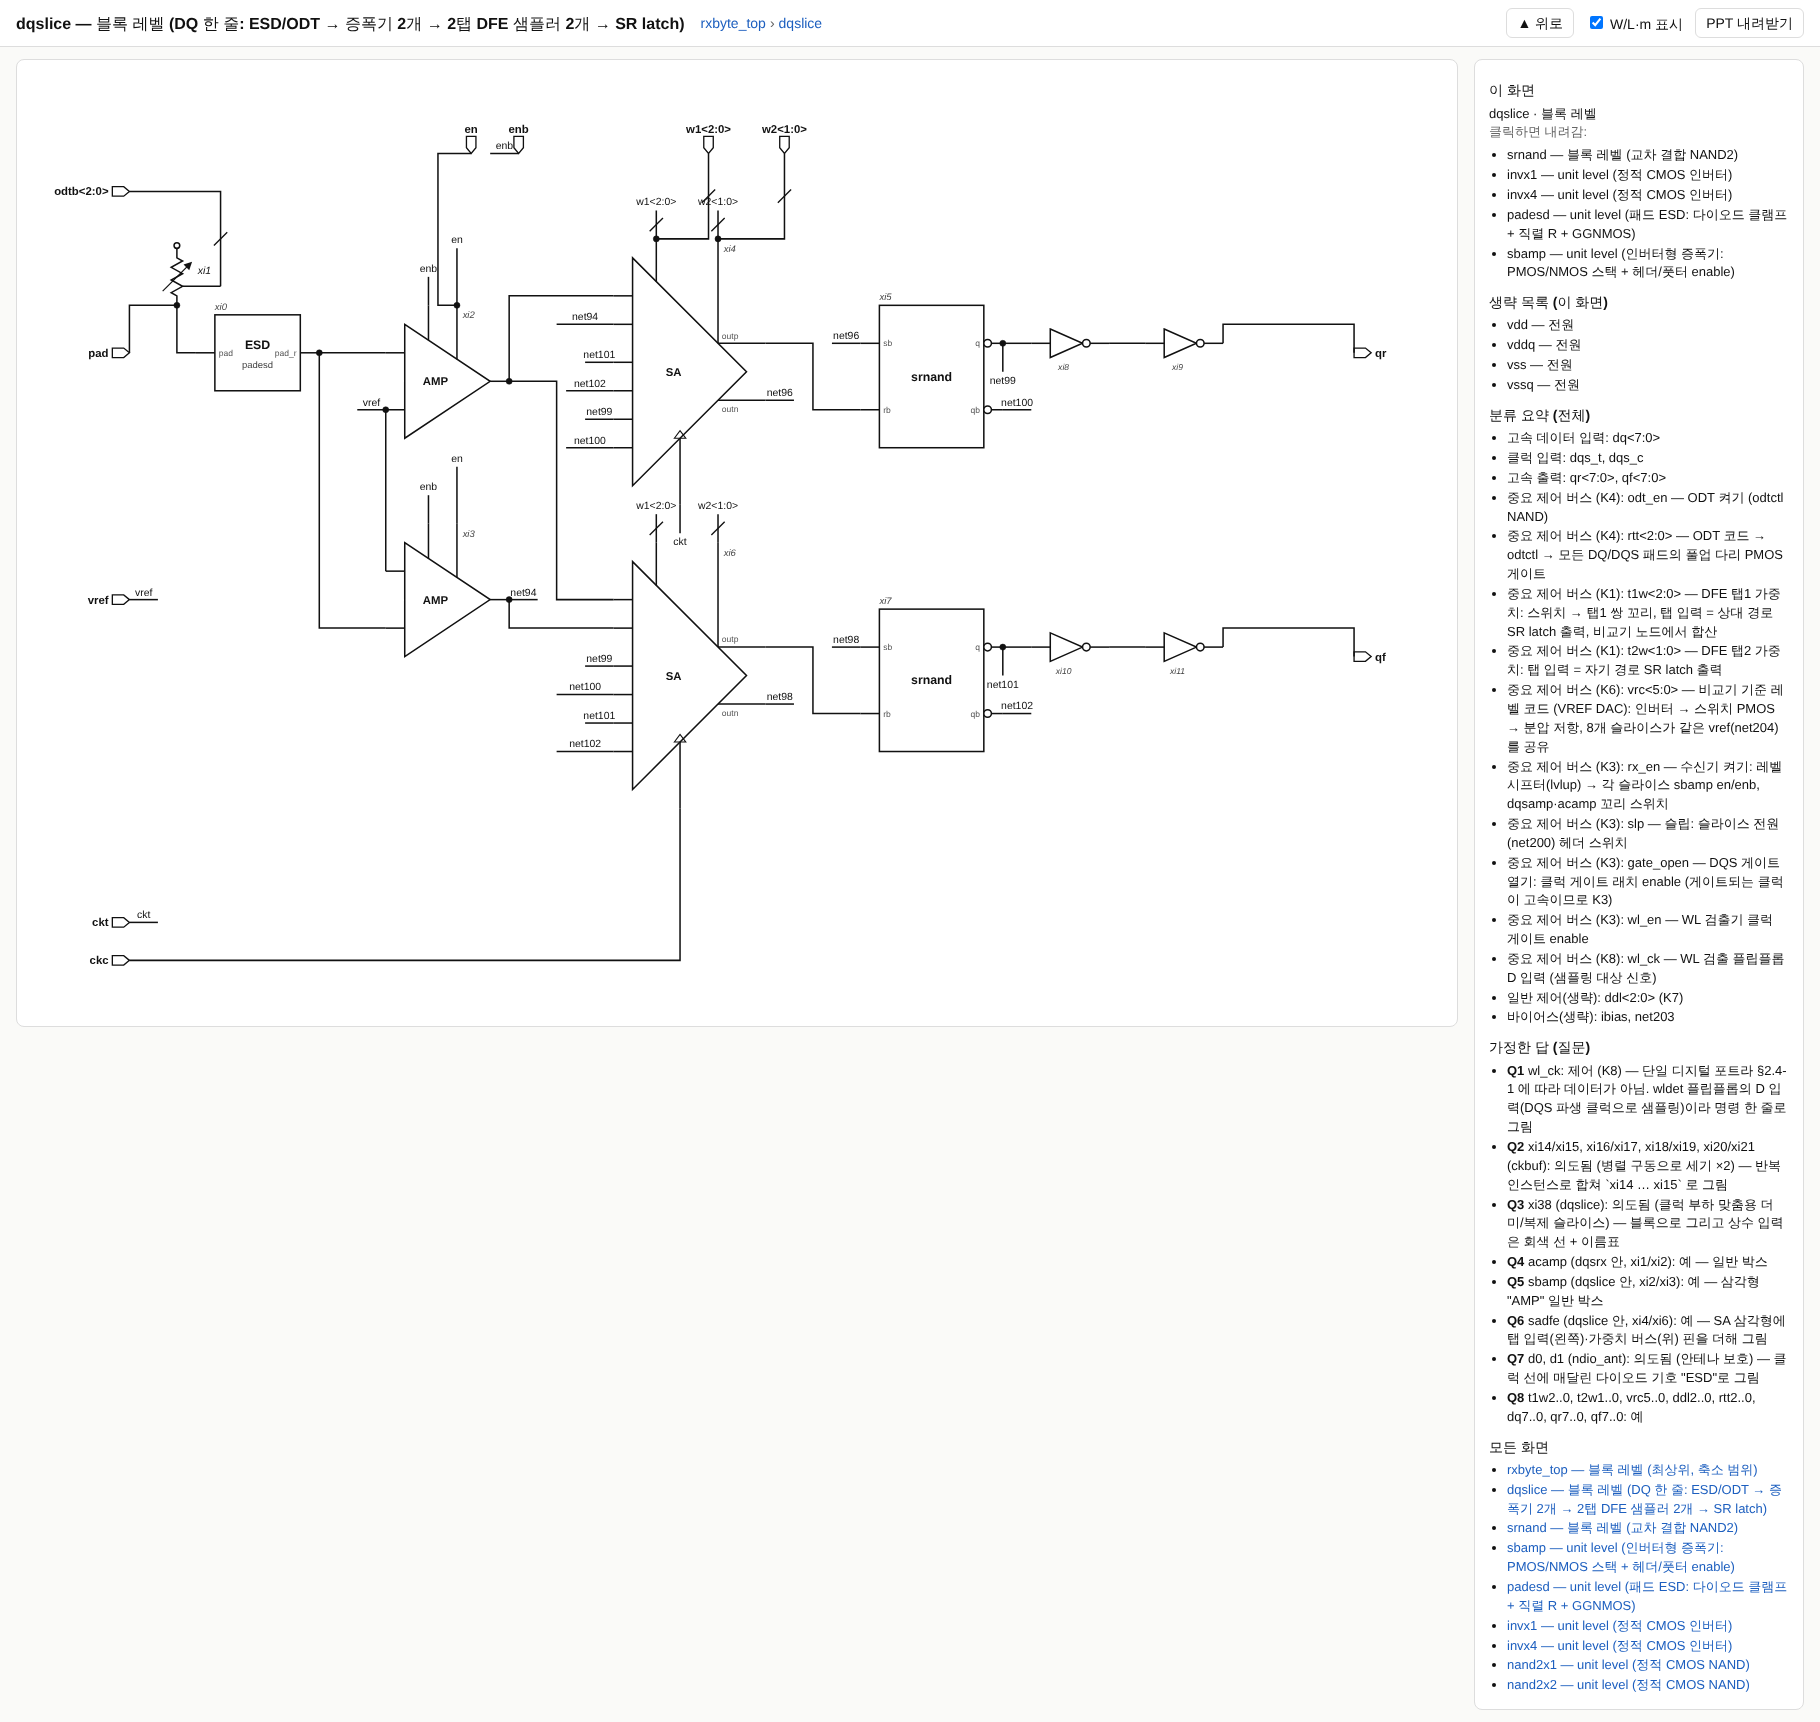 dqslice — 블록 레벨 (DQ 한 줄: ESD/ODT → 증폭기 2개 → 2탭 DFE 샘플러 2개 → SR latch) rxbyte_top › dqslice
▲ 위로
W/L·m 표시
PPT 내려받기
en
enb
enb
w1<2:0>
w2<1:0>
odtb<2:0>
w1<2:0>
w2<1:0>
xi4
en
enb
xi1
xi0
xi2
xi5
ESD
padesd
pad
pad_r
pad
vref
AMP
net94
net101
net102
net99
net100
SA
outp
outn
net96
net96
sb
rb
srnand
q
qb
net99
net100
xi8
xi9
qr
en
enb
xi3
AMP
net94
vref
vref
w1<2:0>
w2<1:0>
ckt
xi6
xi7
net99
net100
net101
net102
SA
outp
outn
net98
net98
sb
rb
srnand
q
qb
net101
net102
xi10
xi11
qf
ckt
ckt
ckc
이 화면
dqslice · 블록 레벨
클릭하면 내려감:
srnand — 블록 레벨 (교차 결합 NAND2)
invx1 — unit level (정적 CMOS 인버터)
invx4 — unit level (정적 CMOS 인버터)
padesd — unit level (패드 ESD: 다이오드 클램프
+ 직렬 R + GGNMOS)
sbamp — unit level (인버터형 증폭기:
PMOS/NMOS 스택 + 헤더/풋터 enable)
생략 목록 (이 화면)
vdd — 전원
vddq — 전원
vss — 전원
vssq — 전원
분류 요약 (전체)
고속 데이터 입력: dq<7:0>
클럭 입력: dqs_t, dqs_c
고속 출력: qr<7:0>, qf<7:0>
중요 제어 버스 (K4): odt_en — ODT 켜기 (odtctl
NAND)
중요 제어 버스 (K4): rtt<2:0> — ODT 코드 →
odtctl → 모든 DQ/DQS 패드의 풀업 다리 PMOS
게이트
중요 제어 버스 (K1): t1w<2:0> — DFE 탭1 가중
치: 스위치 → 탭1 쌍 꼬리, 탭 입력 = 상대 경로
SR latch 출력, 비교기 노드에서 합산
중요 제어 버스 (K1): t2w<1:0> — DFE 탭2 가중
치: 탭 입력 = 자기 경로 SR latch 출력
중요 제어 버스 (K6): vrc<5:0> — 비교기 기준 레
벨 코드 (VREF DAC): 인버터 → 스위치 PMOS
→ 분압 저항, 8개 슬라이스가 같은 vref(net204)
를 공유
중요 제어 버스 (K3): rx_en — 수신기 켜기: 레벨
시프터(lvlup) → 각 슬라이스 sbamp en/enb,
dqsamp·acamp 꼬리 스위치
중요 제어 버스 (K3): slp — 슬립: 슬라이스 전원
(net200) 헤더 스위치
중요 제어 버스 (K3): gate_open — DQS 게이트
열기: 클럭 게이트 래치 enable (게이트되는 클럭
이 고속이므로 K3)
중요 제어 버스 (K3): wl_en — WL 검출기 클럭
게이트 enable
중요 제어 버스 (K8): wl_ck — WL 검출 플립플롭
D 입력 (샘플링 대상 신호)
일반 제어(생략): ddl<2:0> (K7)
바이어스(생략): ibias, net203
가정한 답 (질문)
Q1 wl_ck: 제어 (K8) — 단일 디지털 포트라 §2.4-
1 에 따라 데이터가 아님. wldet 플립플롭의 D 입
력(DQS 파생 클럭으로 샘플링)이라 명령 한 줄로
그림
Q2 xi14/xi15, xi16/xi17, xi18/xi19, xi20/xi21
(ckbuf): 의도됨 (병렬 구동으로 세기 ×2) — 반복
인스턴스로 합쳐 `xi14 … xi15` 로 그림
Q3 xi38 (dqslice): 의도됨 (클럭 부하 맞춤용 더
미/복제 슬라이스) — 블록으로 그리고 상수 입력
은 회색 선 + 이름표
Q4 acamp (dqsrx 안, xi1/xi2): 예 — 일반 박스
Q5 sbamp (dqslice 안, xi2/xi3): 예 — 삼각형
"AMP" 일반 박스
Q6 sadfe (dqslice 안, xi4/xi6): 예 — SA 삼각형에
탭 입력(왼쪽)·가중치 버스(위) 핀을 더해 그림
Q7 d0, d1 (ndio_ant): 의도됨 (안테나 보호) — 클
럭 선에 매달린 다이오드 기호 "ESD"로 그림
Q8 t1w2..0, t2w1..0, vrc5..0, ddl2..0, rtt2..0,
dq7..0, qr7..0, qf7..0: 예
모든 화면
rxbyte_top — 블록 레벨 (최상위, 축소 범위)
dqslice — 블록 레벨 (DQ 한 줄: ESD/ODT → 증
폭기 2개 → 2탭 DFE 샘플러 2개 → SR latch)
srnand — 블록 레벨 (교차 결합 NAND2)
sbamp — unit level (인버터형 증폭기:
PMOS/NMOS 스택 + 헤더/풋터 enable)
padesd — unit level (패드 ESD: 다이오드 클램프
+ 직렬 R + GGNMOS)
invx1 — unit level (정적 CMOS 인버터)
invx4 — unit level (정적 CMOS 인버터)
nand2x1 — unit level (정적 CMOS NAND)
nand2x2 — unit level (정적 CMOS NAND)